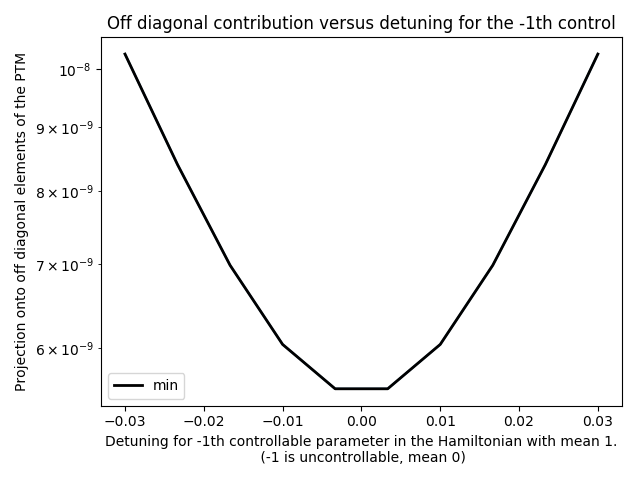 Off diagonal contribution versus detuning for the -1th control
Projection onto off diagonal elements of the PTM
10⁻⁸
9 × 10⁻⁹
8 × 10⁻⁹
7 × 10⁻⁹
6 × 10⁻⁹
min
−0.03
−0.02
−0.01
0.00
0.01
0.02
0.03
Detuning for -1th controllable parameter in the Hamiltonian with mean 1.
(-1 is uncontrollable, mean 0)